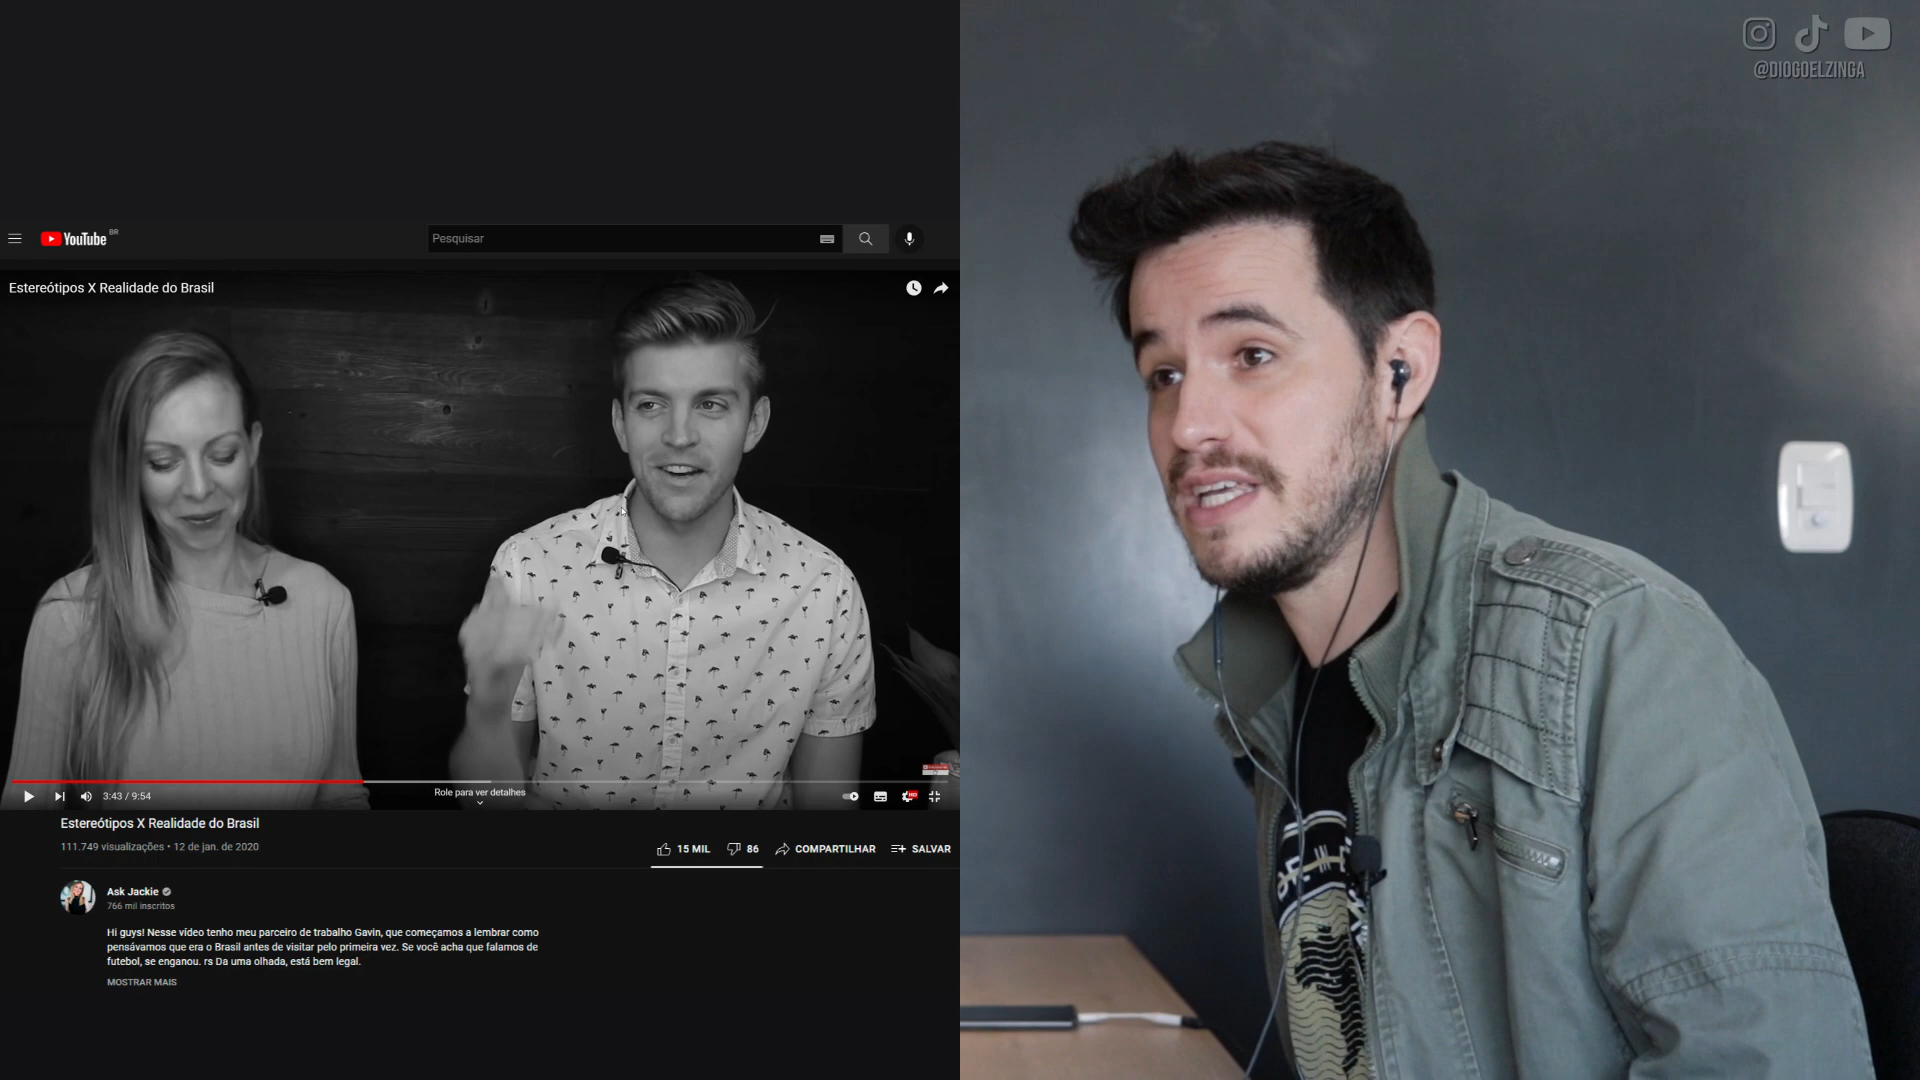 YouTube BR
Pesquisar
Estereótipos X Realidade do Brasil
3:43 / 9:54
Role para ver detalhes
HD
Estereótipos X Realidade do Brasil
111.749 visualizações • 12 de jan. de 2020
15 MIL
86
COMPARTILHAR
SALVAR
Ask Jackie
766 mil inscritos
Hi guys! Nesse vídeo tenho meu parceiro de trabalho Gavin, que começamos a lembrar como
pensávamos que era o Brasil antes de visitar pelo primeira vez. Se você acha que falamos de
futebol, se enganou. rs Da uma olhada, está bem legal.
MOSTRAR MAIS
@DIOGOELZINGA